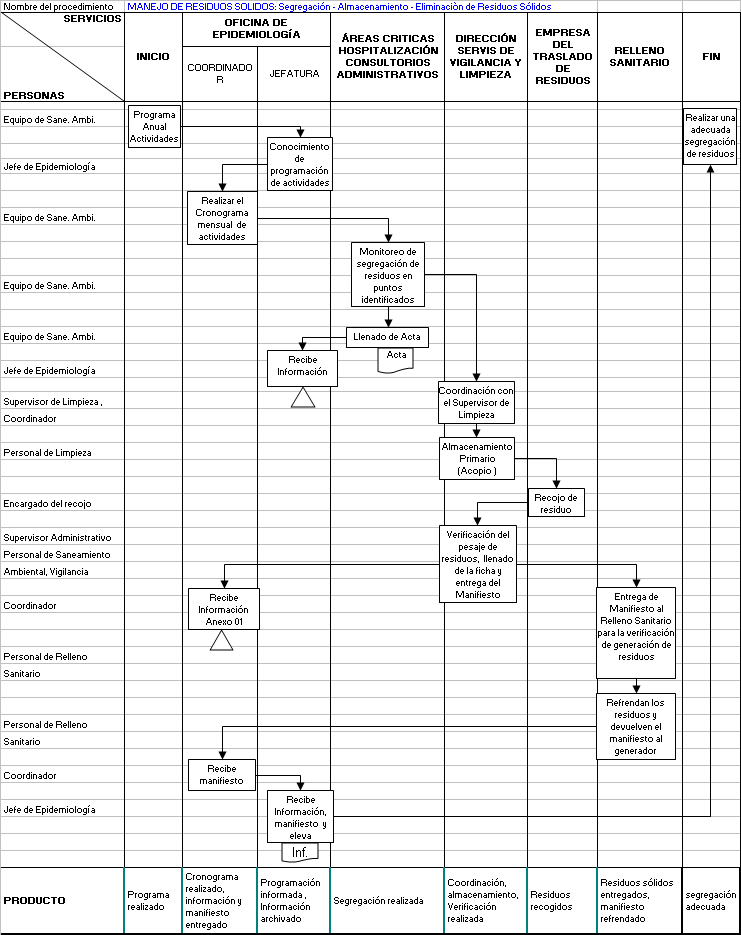 Nombre del procedimiento
MANEJO DE RESIDUOS SOLIDOS: Segregación - Almacenamiento - Eliminaciòn de Residuos Sólidos
SERVICIOS
PERSONAS
INICIO
OFICINA DE
EPIDEMIOLOGÍA
COORDINADO
R
JEFATURA
ÁREAS CRITICAS
HOSPITALIZACIÓN
CONSULTORIOS
ADMINISTRATIVOS
DIRECCIÓN
SERVIS DE
VIGILANCIA Y
LIMPIEZA
EMPRESA
DEL
TRASLADO
DE
RESIDUOS
RELLENO
SANITARIO
FIN
Equipo de Sane. Ambi.
Programa
Anual
Actividades
Realizar una
adecuada
segregación
de residuos
Jefe de Epidemiología
Conocimiento
de
programación
de actividades
Equipo de Sane. Ambi.
Realizar el
Cronograma
mensual de
actividades
Equipo de Sane. Ambi.
Monitoreo de
segregación de
residuos en
puntos
identificados
Equipo de Sane. Ambi.
Llenado de Acta
Acta
Jefe de Epidemiología
Recibe
Información
Supervisor de Limpieza ,
Coordinador
Coordinación con
el Supervisor de
Limpieza
Personal de Limpieza
Almacenamiento
Primario
(Acopio )
Encargado del recojo
Recojo de
residuo
Supervisor Administrativo
Personal de Saneamiento
Ambiental, Vigilancia
Verificación del
pesaje de
residuos, llenado
de la ficha y
entrega del
Manifiesto
Coordinador
Recibe
Información
Anexo 01
Entrega de
Manifiesto al
Relleno Sanitario
para la verificación
de generación de
residuos
Personal de Relleno
Sanitario
Personal de Relleno
Sanitario
Refrendan los
residuos y
devuelven el
manifiesto al
generador
Coordinador
Recibe
manifiesto
Jefe de Epidemiología
Recibe
Información,
manifiesto y
eleva
Inf.
PRODUCTO
Programa
realizado
Cronograma
realizado,
información y
manifiesto
entregado
Programación
informada ,
Información
archivado
Segregación realizada
Coordinación,
almacenamiento,
Verificación
realizada
Residuos
recogidos
Residuos sólidos
entregados,
manifiesto
refrendado
segregación
adecuada